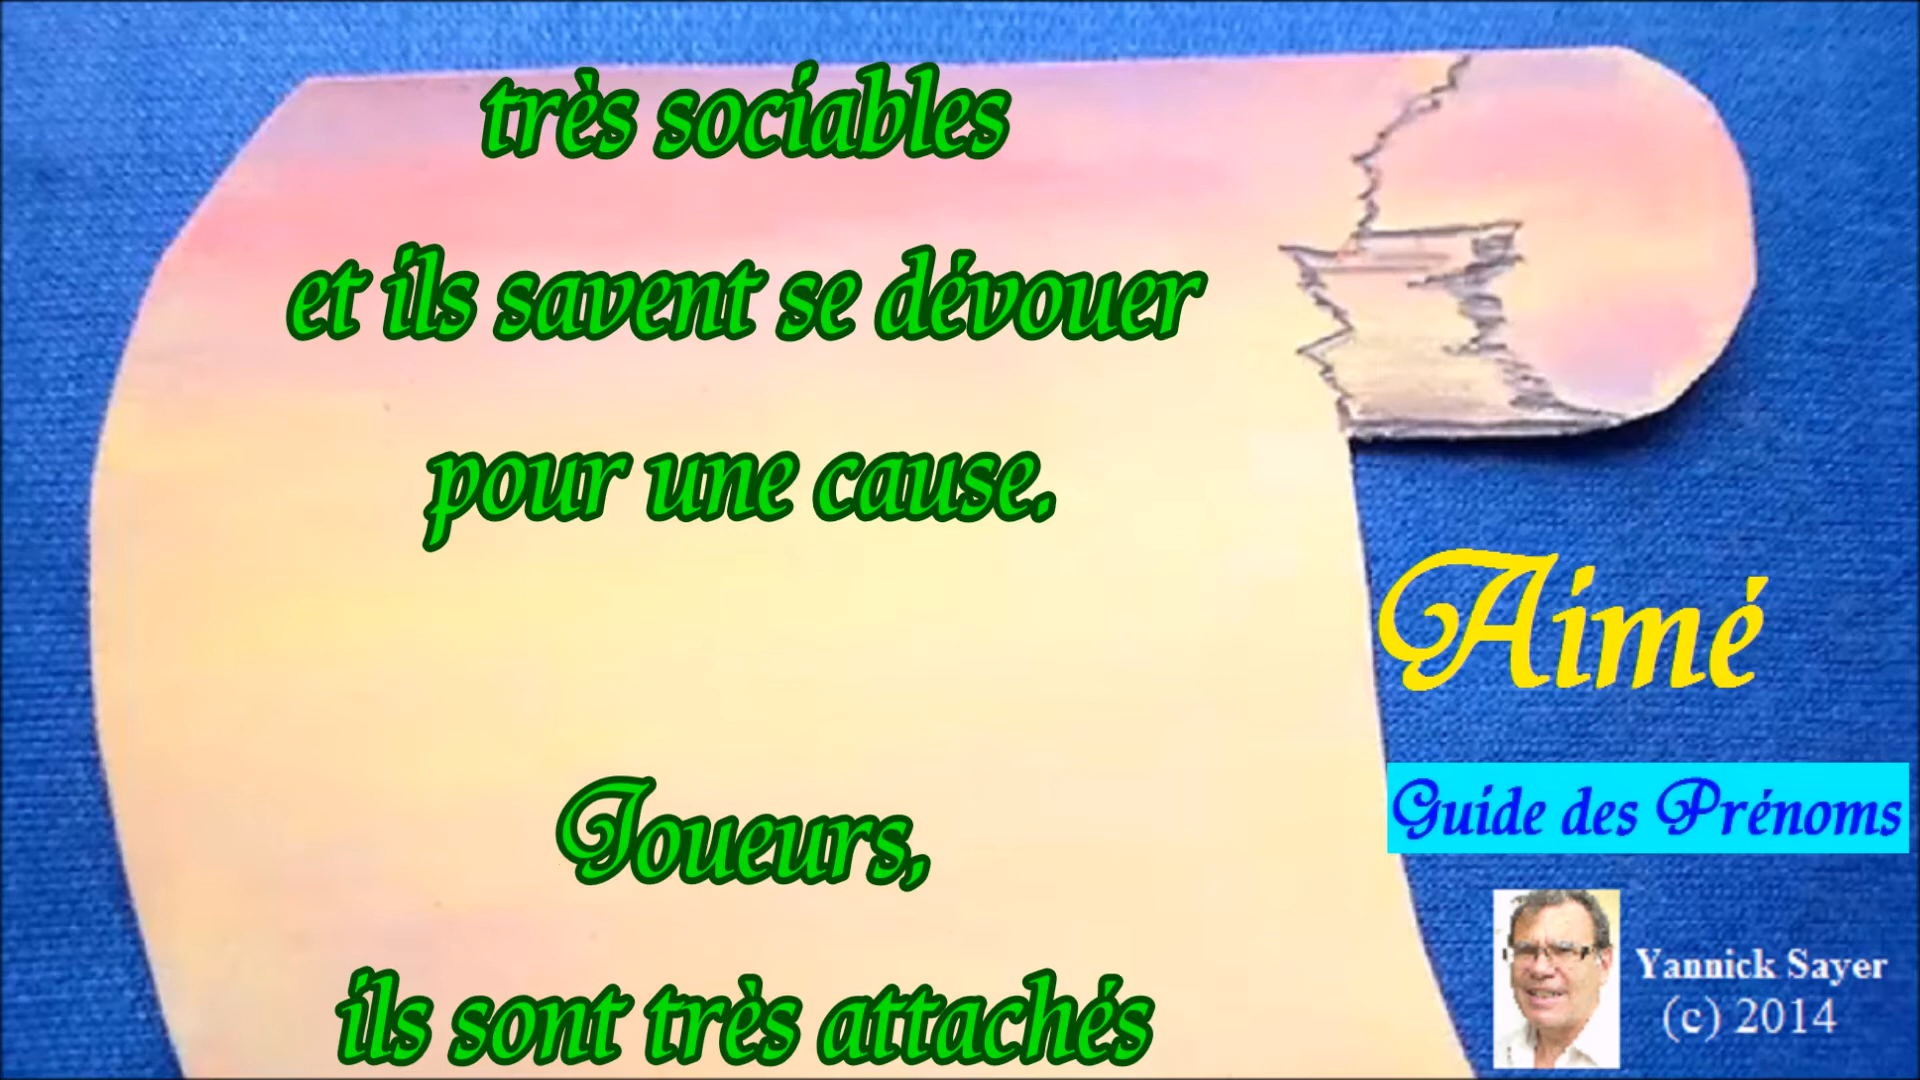 très sociables
et ils savent se dévouer
pour une cause.
Joueurs,
ils sont très attachés
Aimé
Guide des Prénoms
Yannick Sayer
(c) 2014